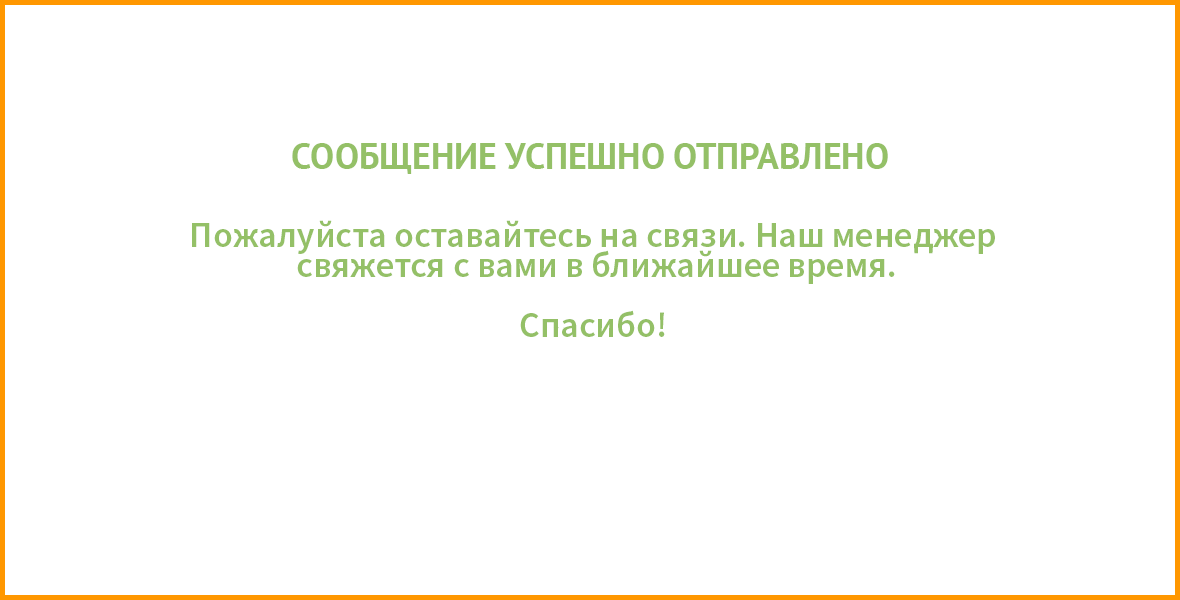 СООБЩЕНИЕ УСПЕШНО ОТПРАВЛЕНО
Пожалуйста оставайтесь на связи. Наш менеджер
свяжется с вами в ближайшее время.
Спасибо!